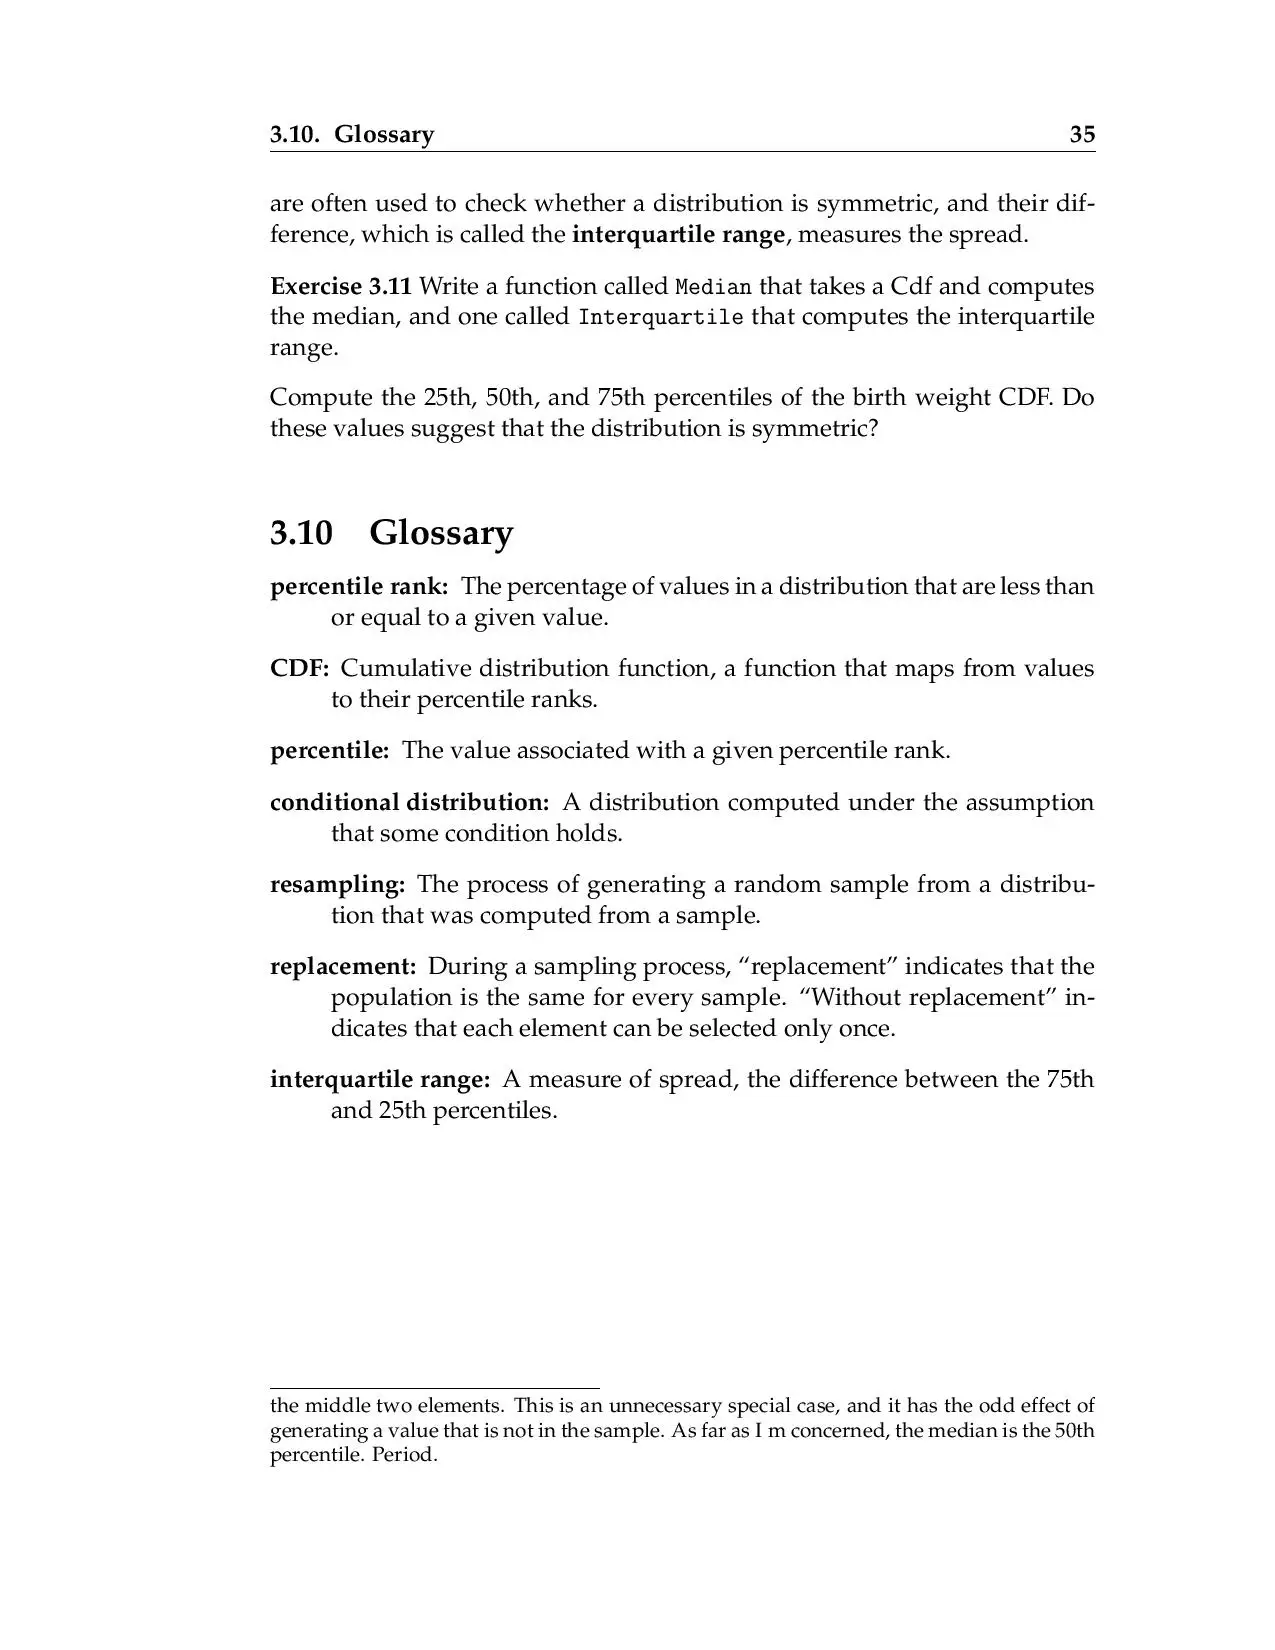 3.10. Glossary 35
are often used to check whether a distribution is symmetric, and their dif-
ference, which is called the interquartile range, measures the spread.
Exercise 3.11 Write a function called Median that takes a Cdf and computes
the median, and one called Interquartile that computes the interquartile
range.
Compute the 25th, 50th, and 75th percentiles of the birth weight CDF. Do
these values suggest that the distribution is symmetric?
3.10 Glossary
percentile rank: The percentage of values in a distribution that are less than
or equal to a given value.
CDF: Cumulative distribution function, a function that maps from values
to their percentile ranks.
percentile: The value associated with a given percentile rank.
conditional distribution: A distribution computed under the assumption
that some condition holds.
resampling: The process of generating a random sample from a distribu-
tion that was computed from a sample.
replacement: During a sampling process, “replacement” indicates that the
population is the same for every sample. “Without replacement” in-
dicates that each element can be selected only once.
interquartile range: A measure of spread, the difference between the 75th
and 25th percentiles.
the middle two elements. This is an unnecessary special case, and it has the odd effect of
generating a value that is not in the sample. As far as I m concerned, the median is the 50th
percentile. Period.